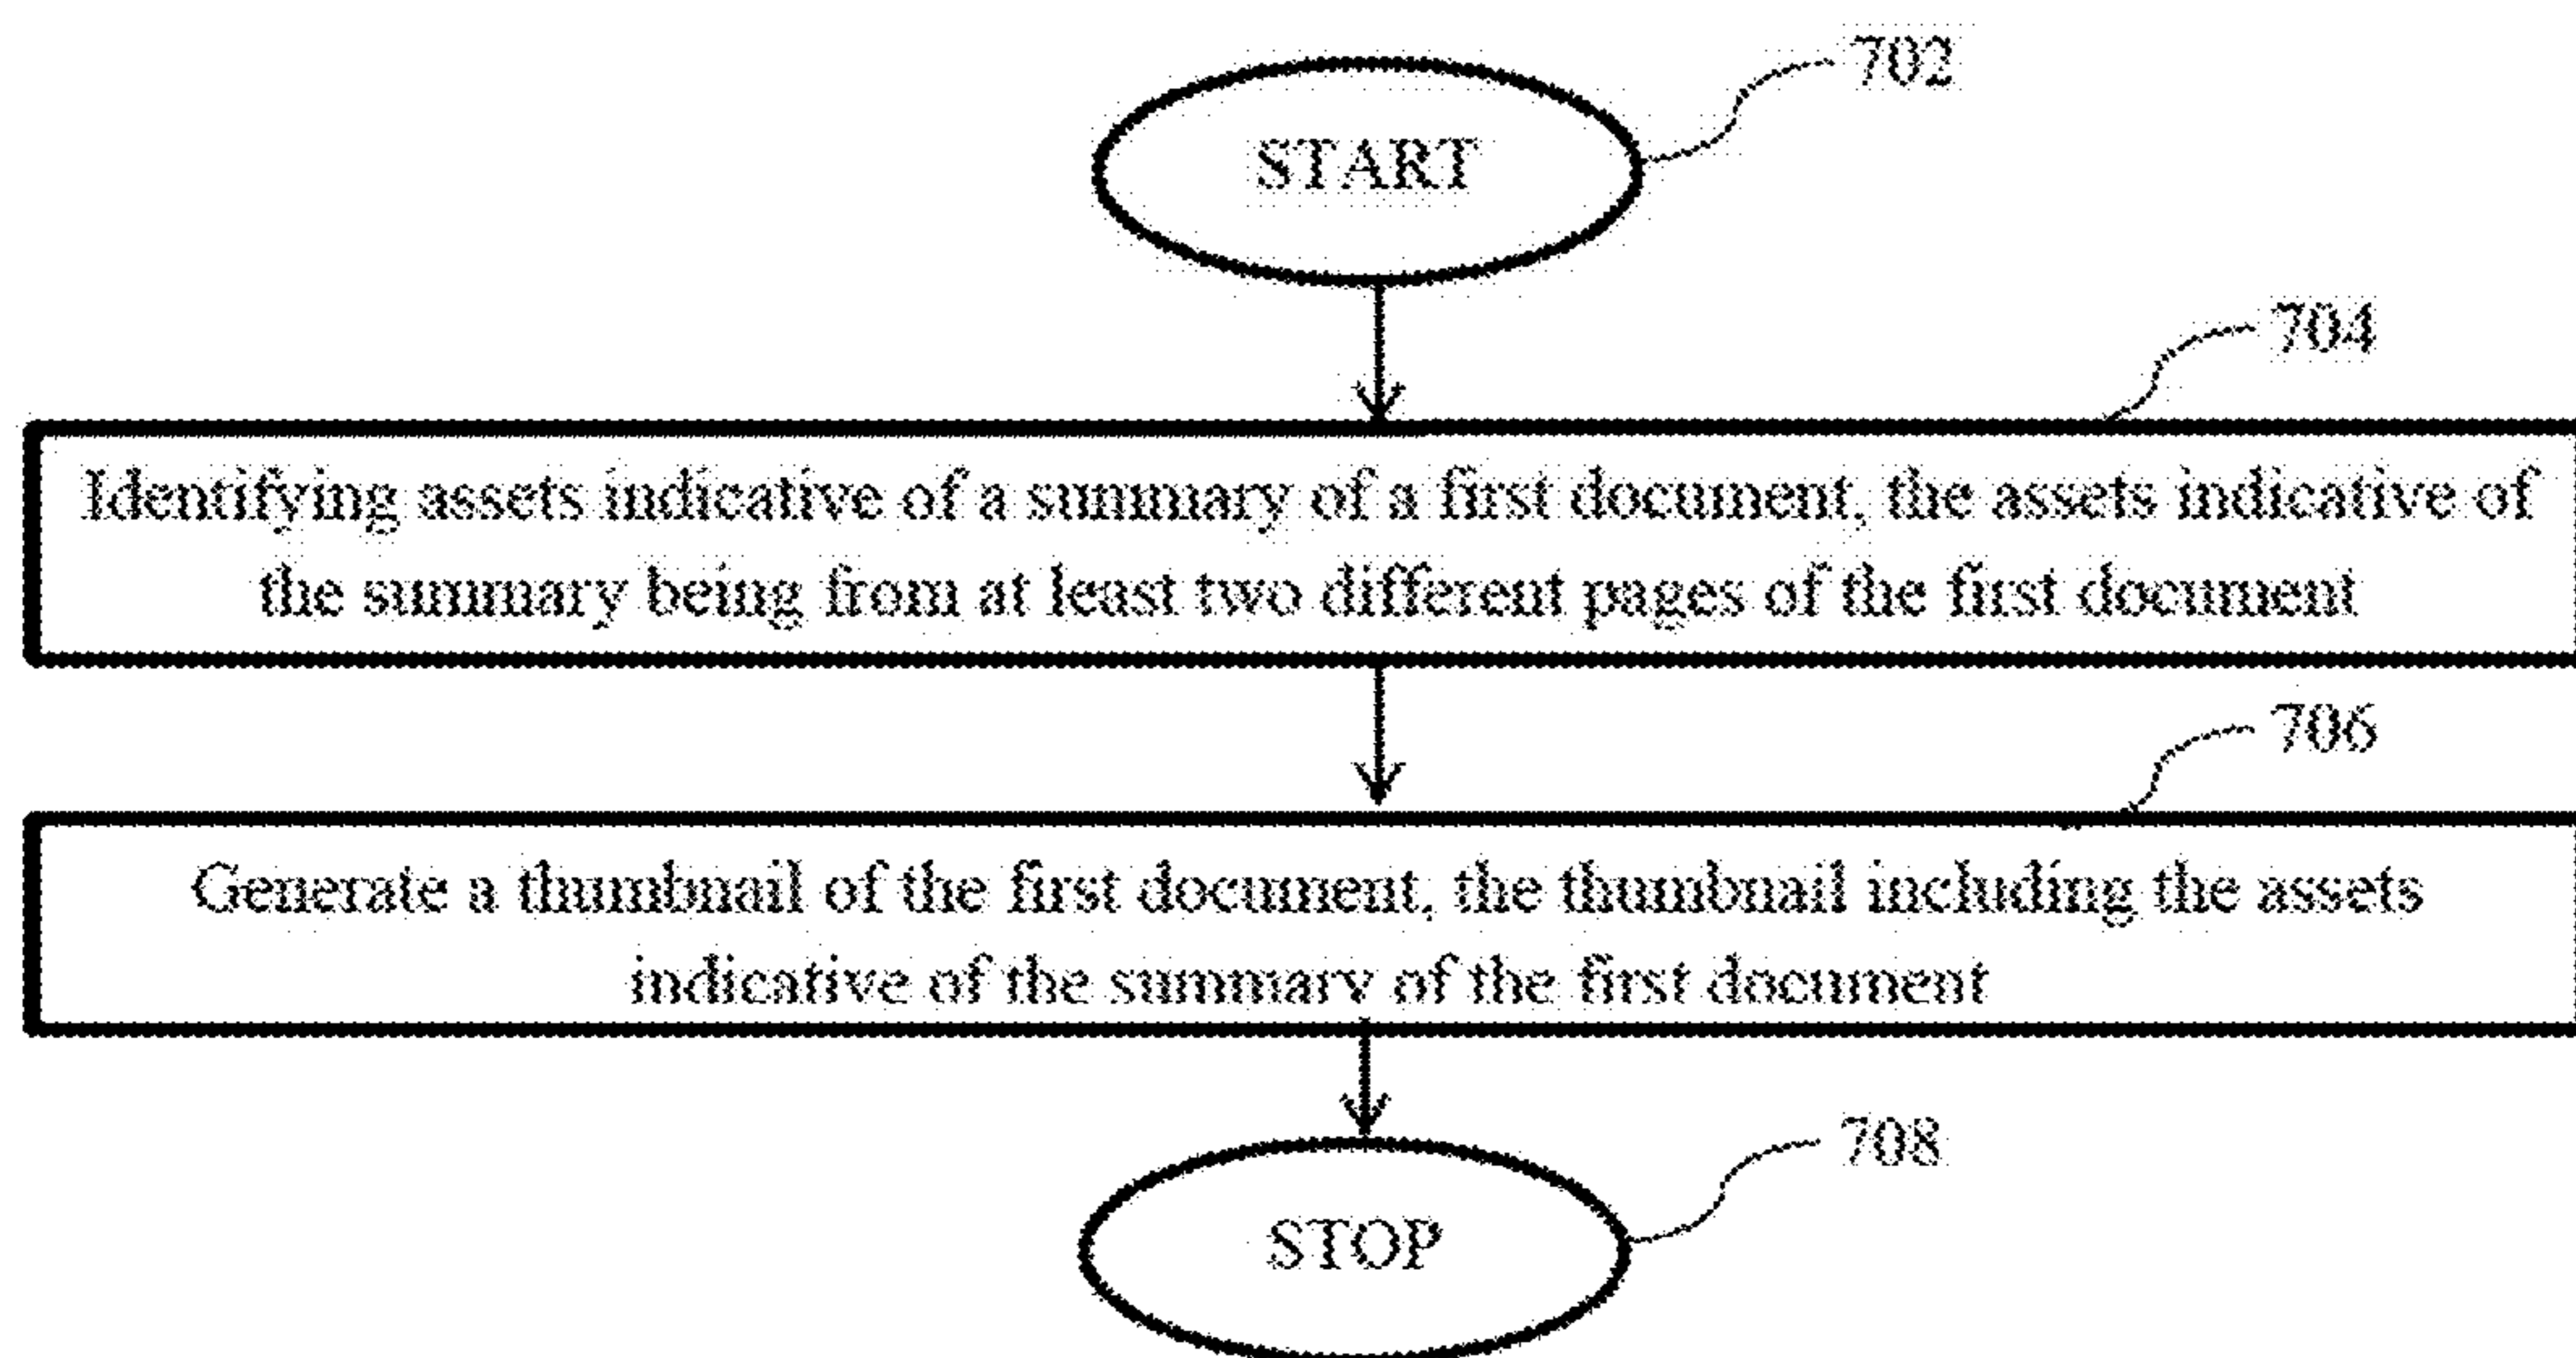 702
START
704
Identifying assets indicative of a summary of a first document, the assets indicative of
the summary being from at least two different pages of the first document
706
Generate a thumbnail of the first document, the thumbnail including the assets
indicative of the summary of the first document
708
STOP